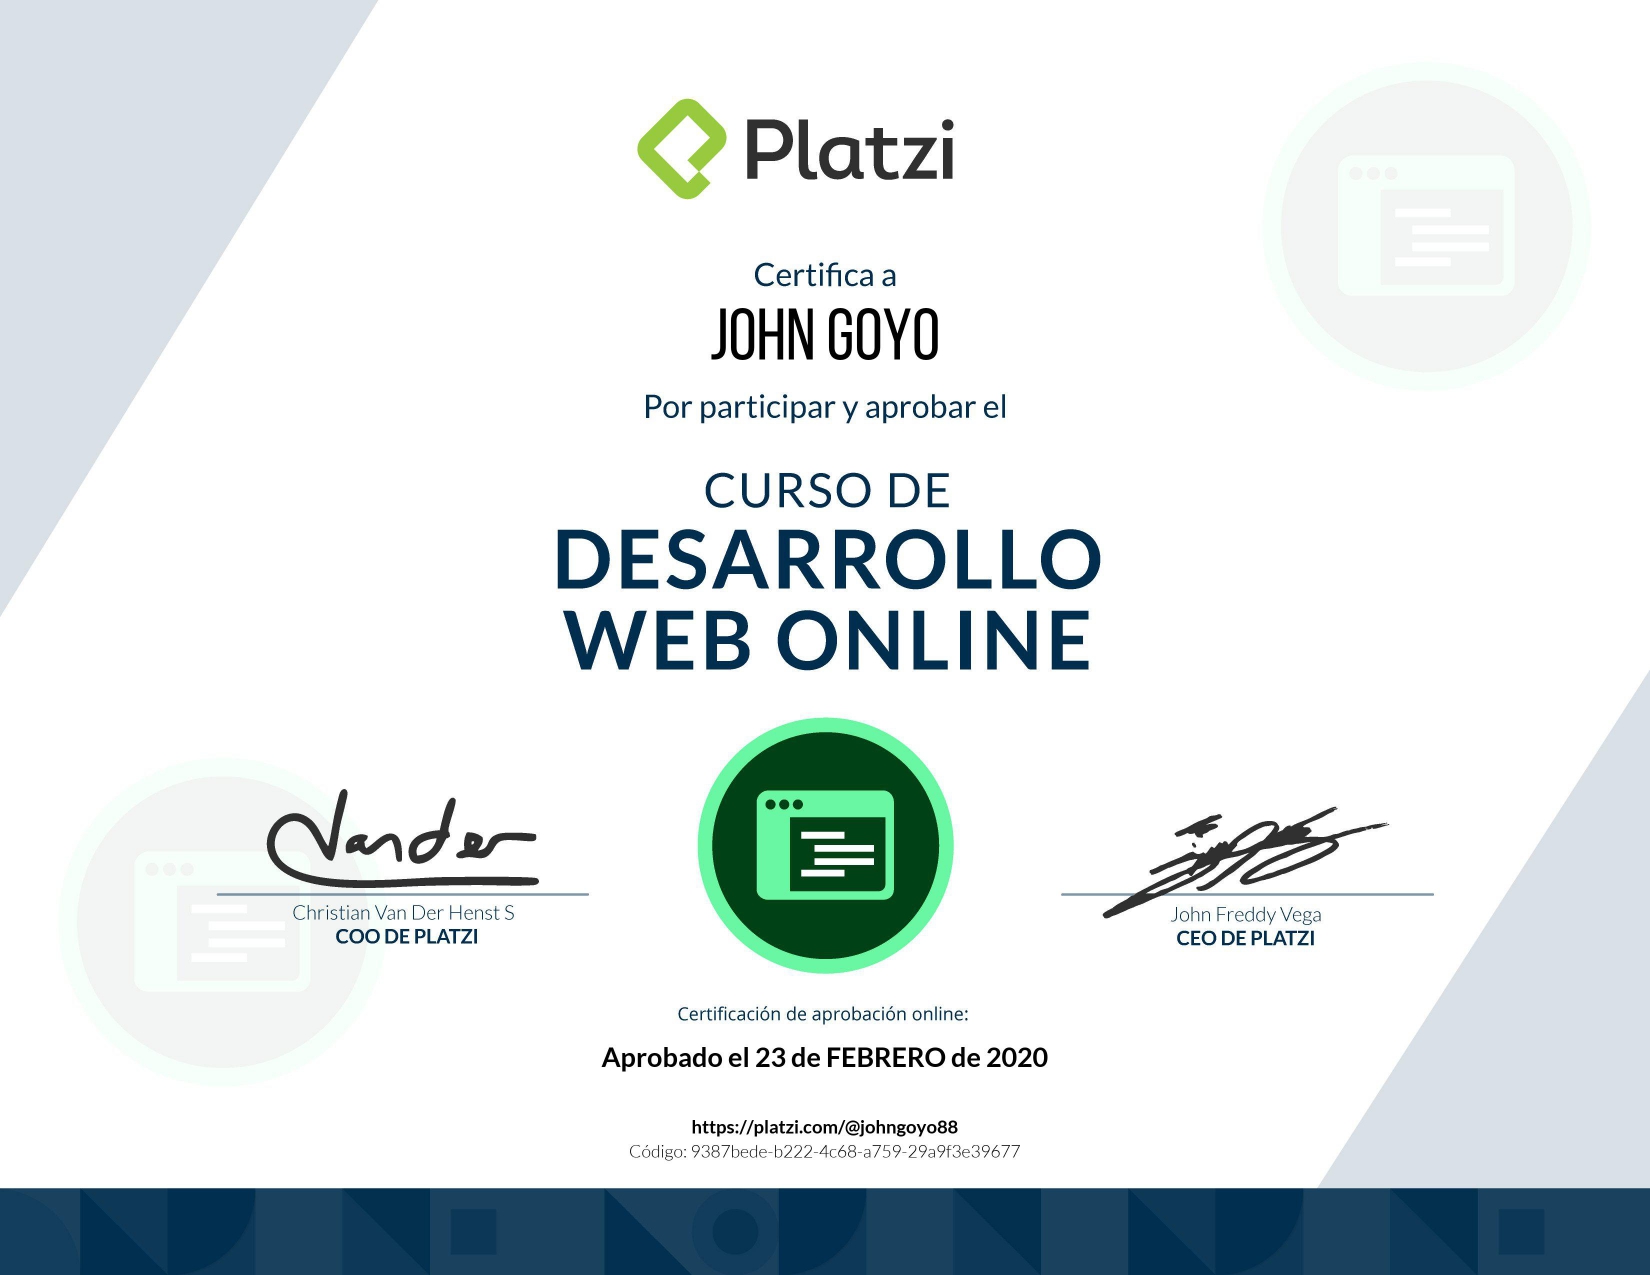 Platzi
Certifica a
JOHN GOYO
Por participar y aprobar el
CURSO DE
DESARROLLO
WEB ONLINE
Vander
Christian Van Der Henst S
COO DE PLATZI
John Freddy Vega
CEO DE PLATZI
Certificación de aprobación online:
Aprobado el 23 de FEBRERO de 2020
https://platzi.com/@johngoyo88
Código: 9387bede-b222-4c68-a759-29a9f3e39677